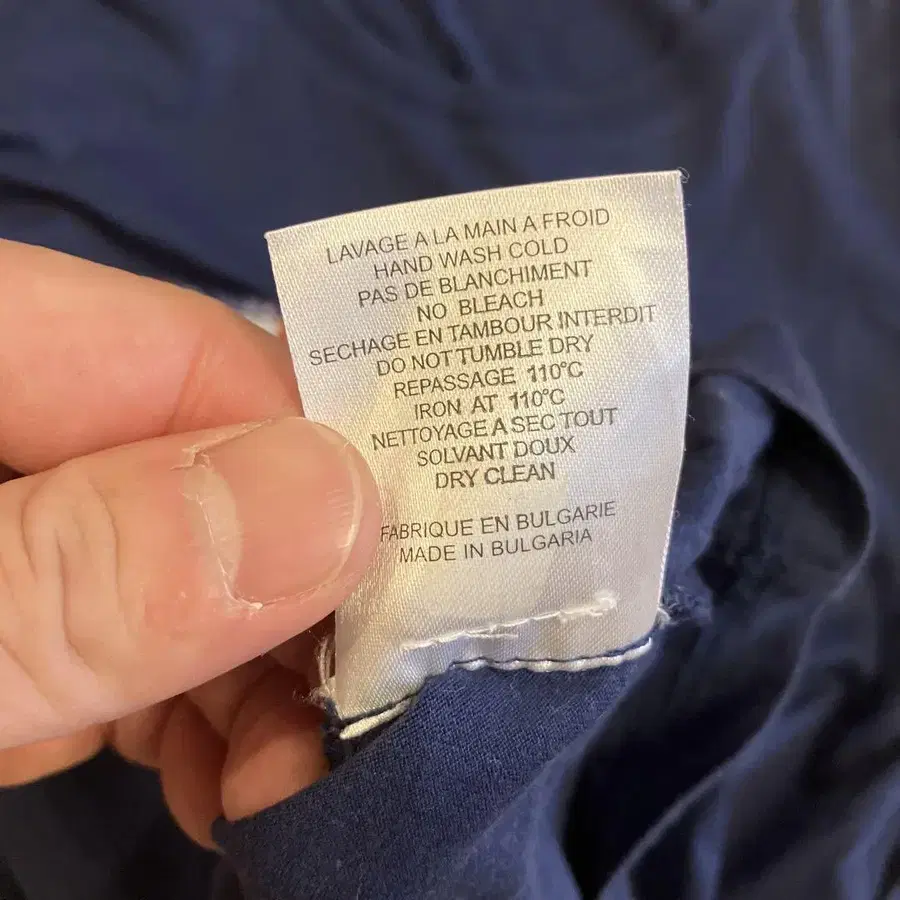 LAVAGE A LA MAIN A FROID
HAND WASH COLD
PAS DE BLANCHIMENT
NO BLEACH
SECHAGE EN TAMBOUR INTERDIT
DO NOT TUMBLE DRY
REPASSAGE 110°C
IRON AT 110°C
NETTOYAGE A SEC TOUT
SOLVANT DOUX
DRY CLEAN
FABRIQUE EN BULGARIE
MADE IN BULGARIA